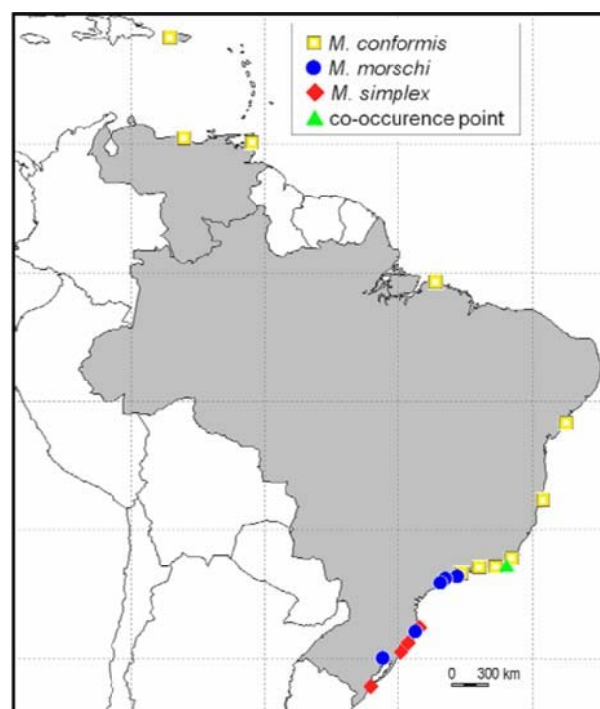 M. conformis
M. morschi
M. simplex
co-occurence point
0 300 km